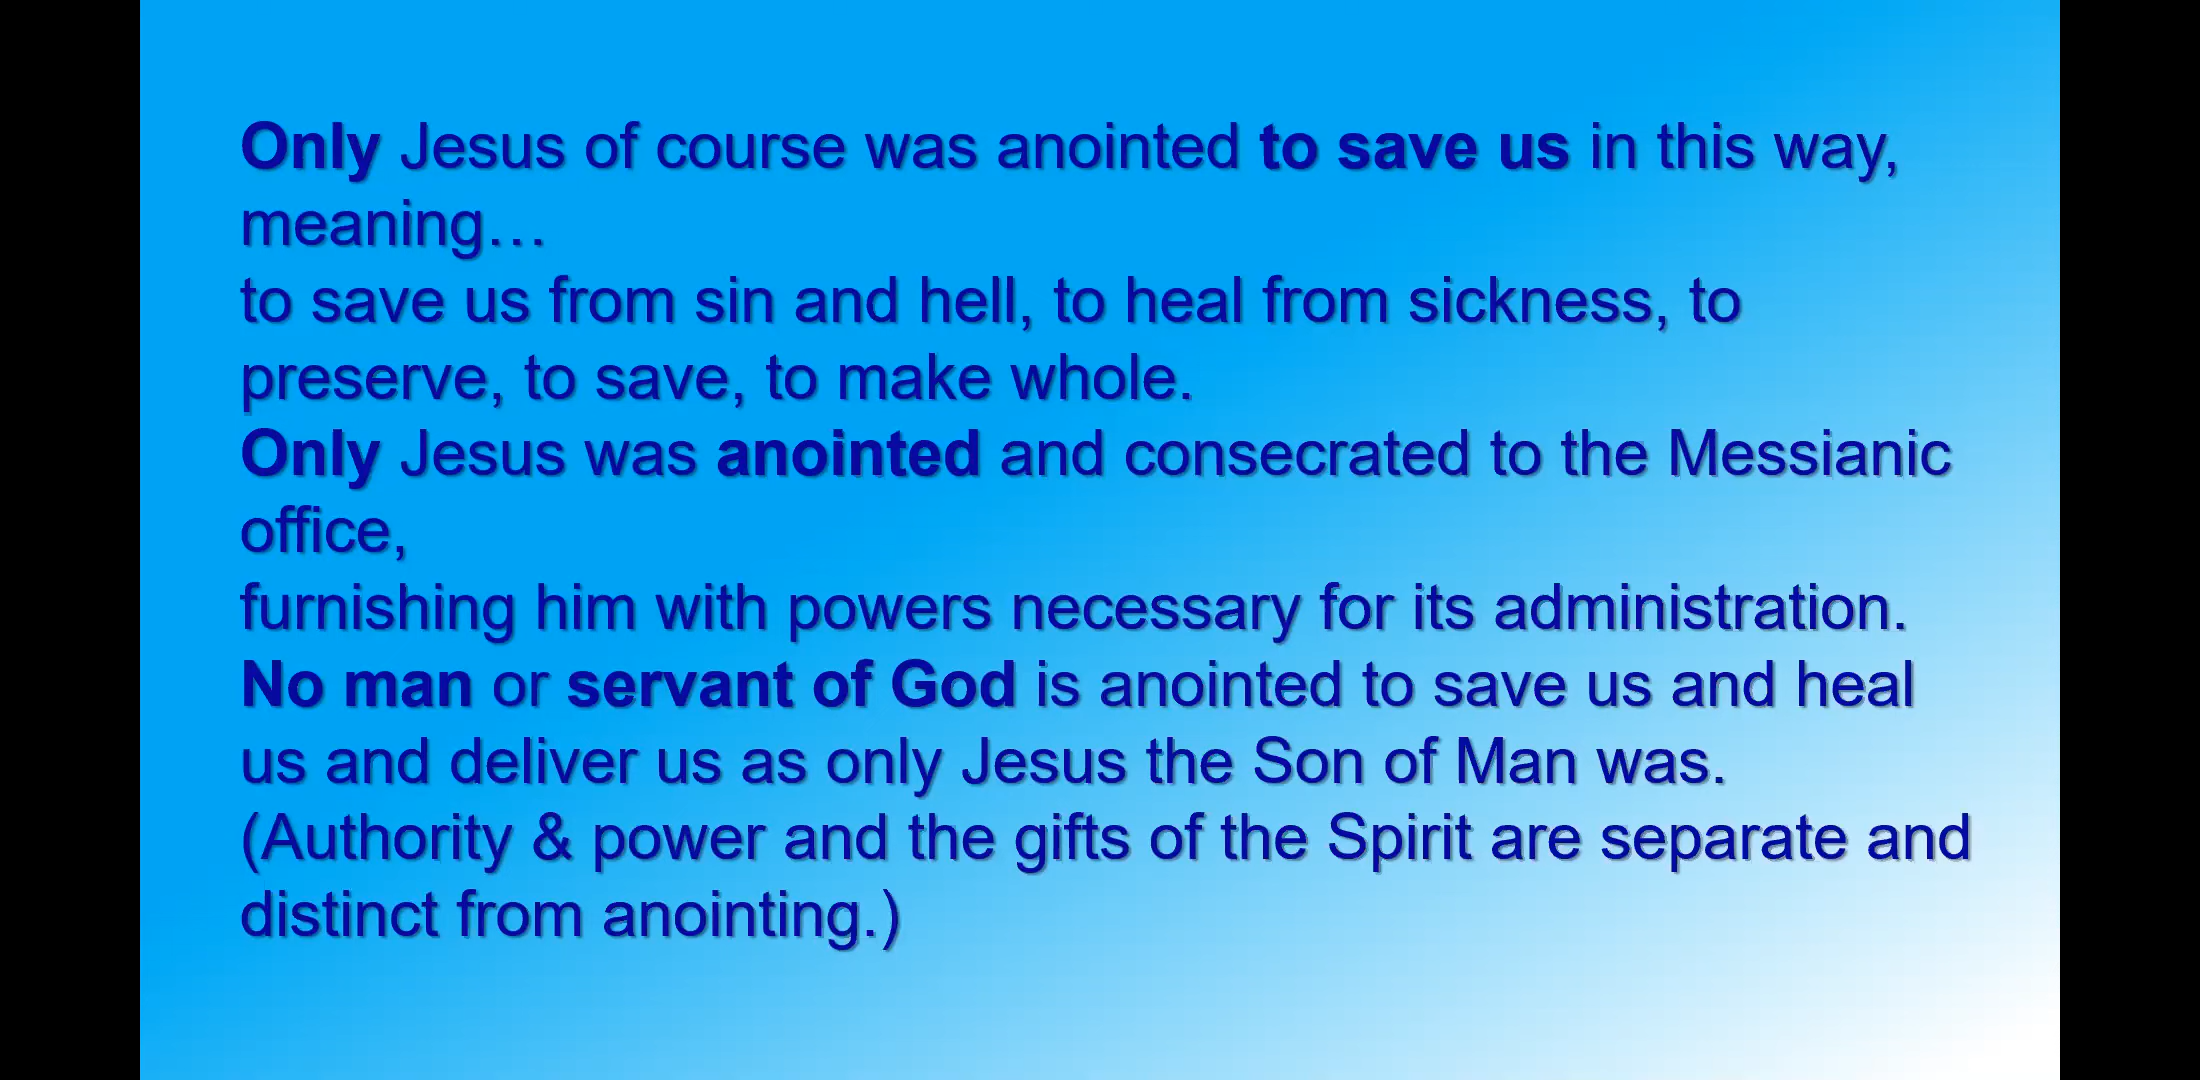 Only Jesus of course was anointed to save us in this way,
meaning…
to save us from sin and hell, to heal from sickness, to
preserve, to save, to make whole.
Only Jesus was anointed and consecrated to the Messianic
office,
furnishing him with powers necessary for its administration.
No man or servant of God is anointed to save us and heal
us and deliver us as only Jesus the Son of Man was.
(Authority & power and the gifts of the Spirit are separate and
distinct from anointing.)